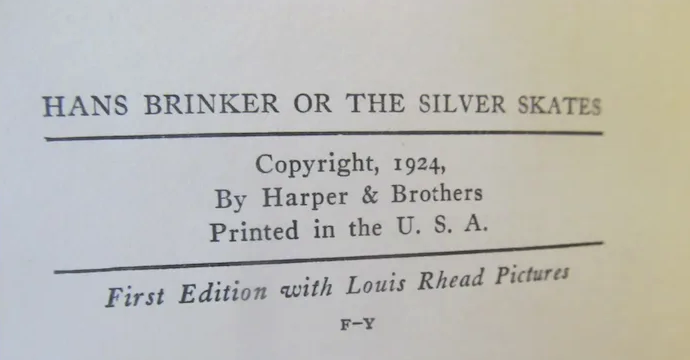 HANS BRINKER OR THE SILVER SKATES
Copyright, 1924,
By Harper & Brothers
Printed in the U. S. A.
First Edition with Louis Rhead Pictures
F-Y